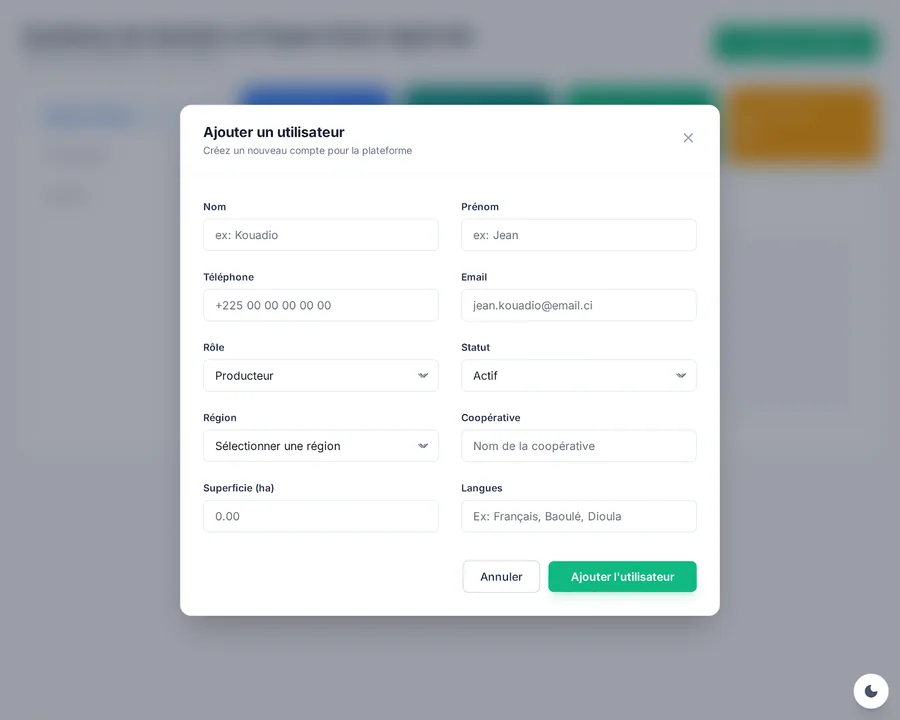 Ajouter un utilisateur
Créez un nouveau compte pour la plateforme
Nom
Prénom
ex: Kouadio
ex: Jean
Téléphone
Email
+225 00 00 00 00 00
jean.kouadio@email.ci
Rôle
Statut
Producteur
Actif
Région
Coopérative
Sélectionner une région
Nom de la coopérative
Superficie (ha)
Langues
0.00
Ex: Français, Baoulé, Dioula
Annuler
Ajouter l'utilisateur